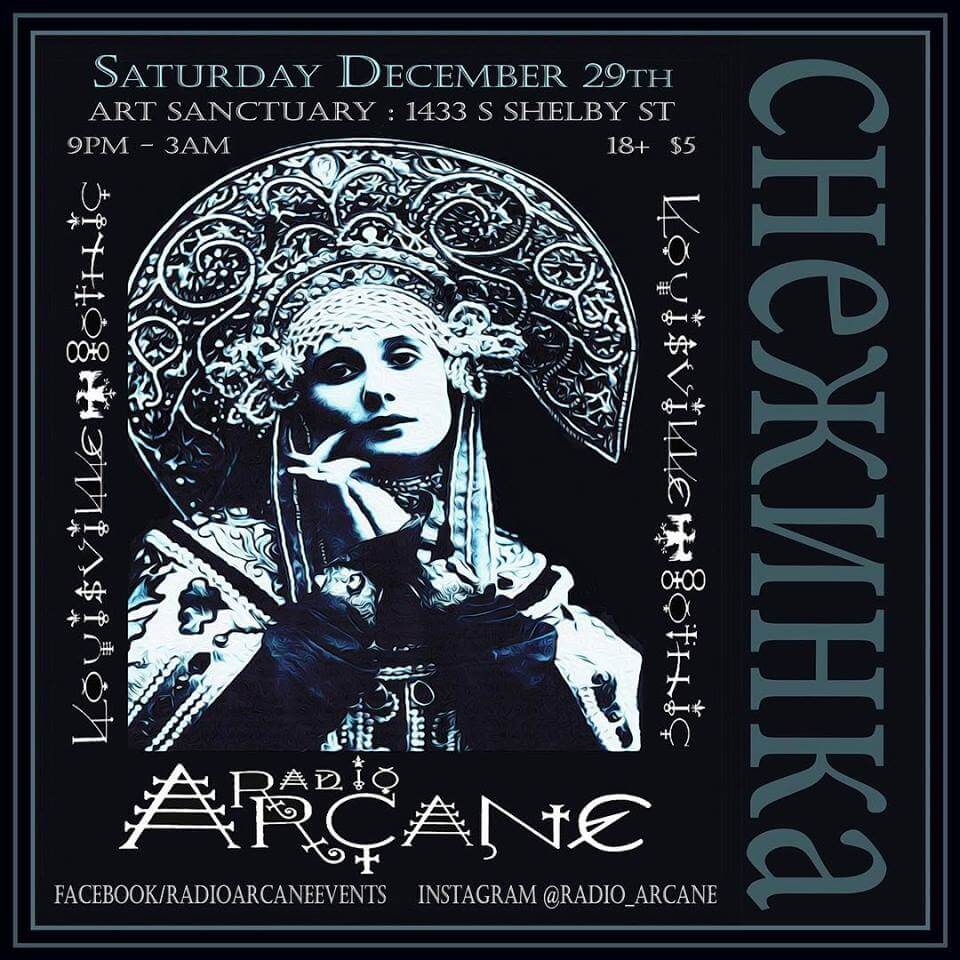 SATURDAY DECEMBER 29TH
ART SANCTUARY : 1433 S SHELBY ST
9PM – 3AM
18+ $5
LOUISVILLE GOTHIC
LOUISVILLE GOTHIC
снежинка
RADIO
ARCANE
FACEBOOK/RADIOARCANEEVENTS
INSTAGRAM @RADIO_ARCANE